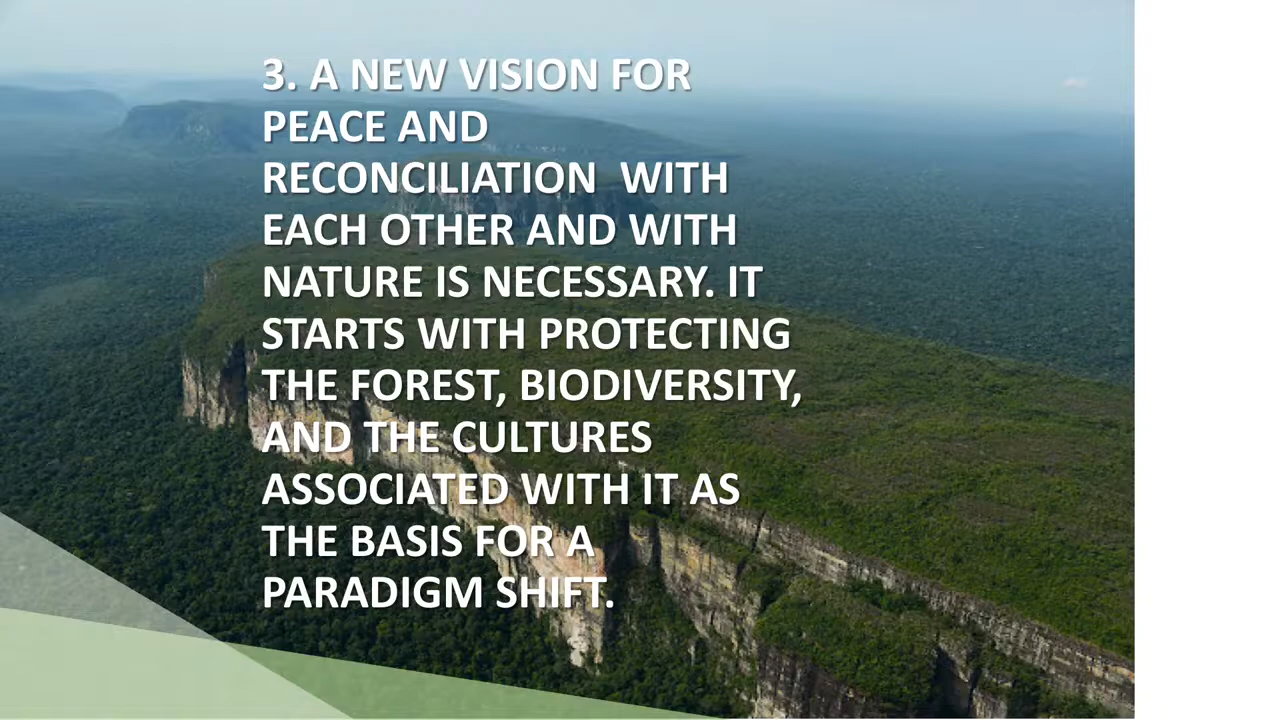 3. A NEW VISION FOR
PEACE AND
RECONCILIATION  WITH
EACH OTHER AND WITH
NATURE IS NECESSARY. IT
STARTS WITH PROTECTING
THE FOREST, BIODIVERSITY,
AND THE CULTURES
ASSOCIATED WITH IT AS
THE BASIS FOR A
PARADIGM SHIFT.